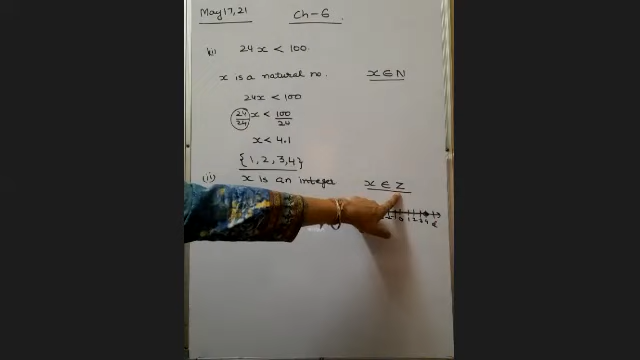 May 17, 21
Ch-6
(i) 24x < 100.
x is a natural no. x ∈ N
24x < 100
24/24 x < 100/24
x < 4.1
{1, 2, 3, 4}
(ii) x is an integer x ∈ Z